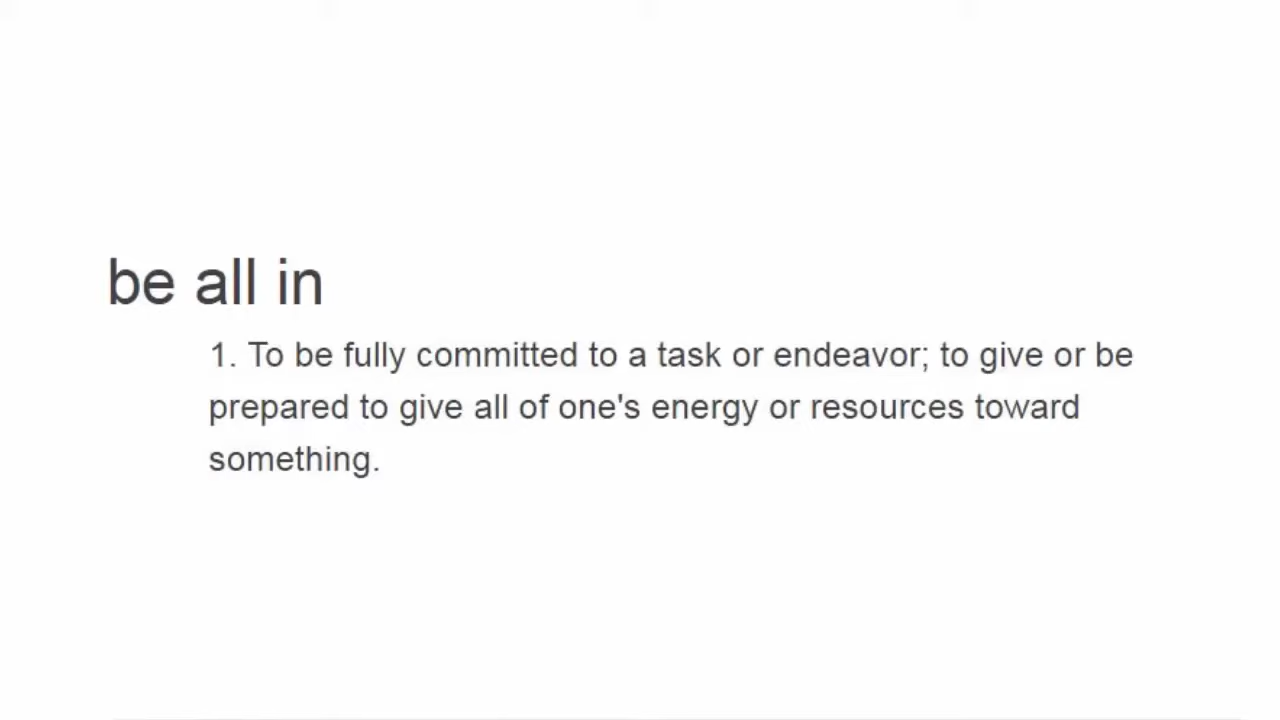 be all in
1. To be fully committed to a task or endeavor; to give or be
prepared to give all of one's energy or resources toward
something.